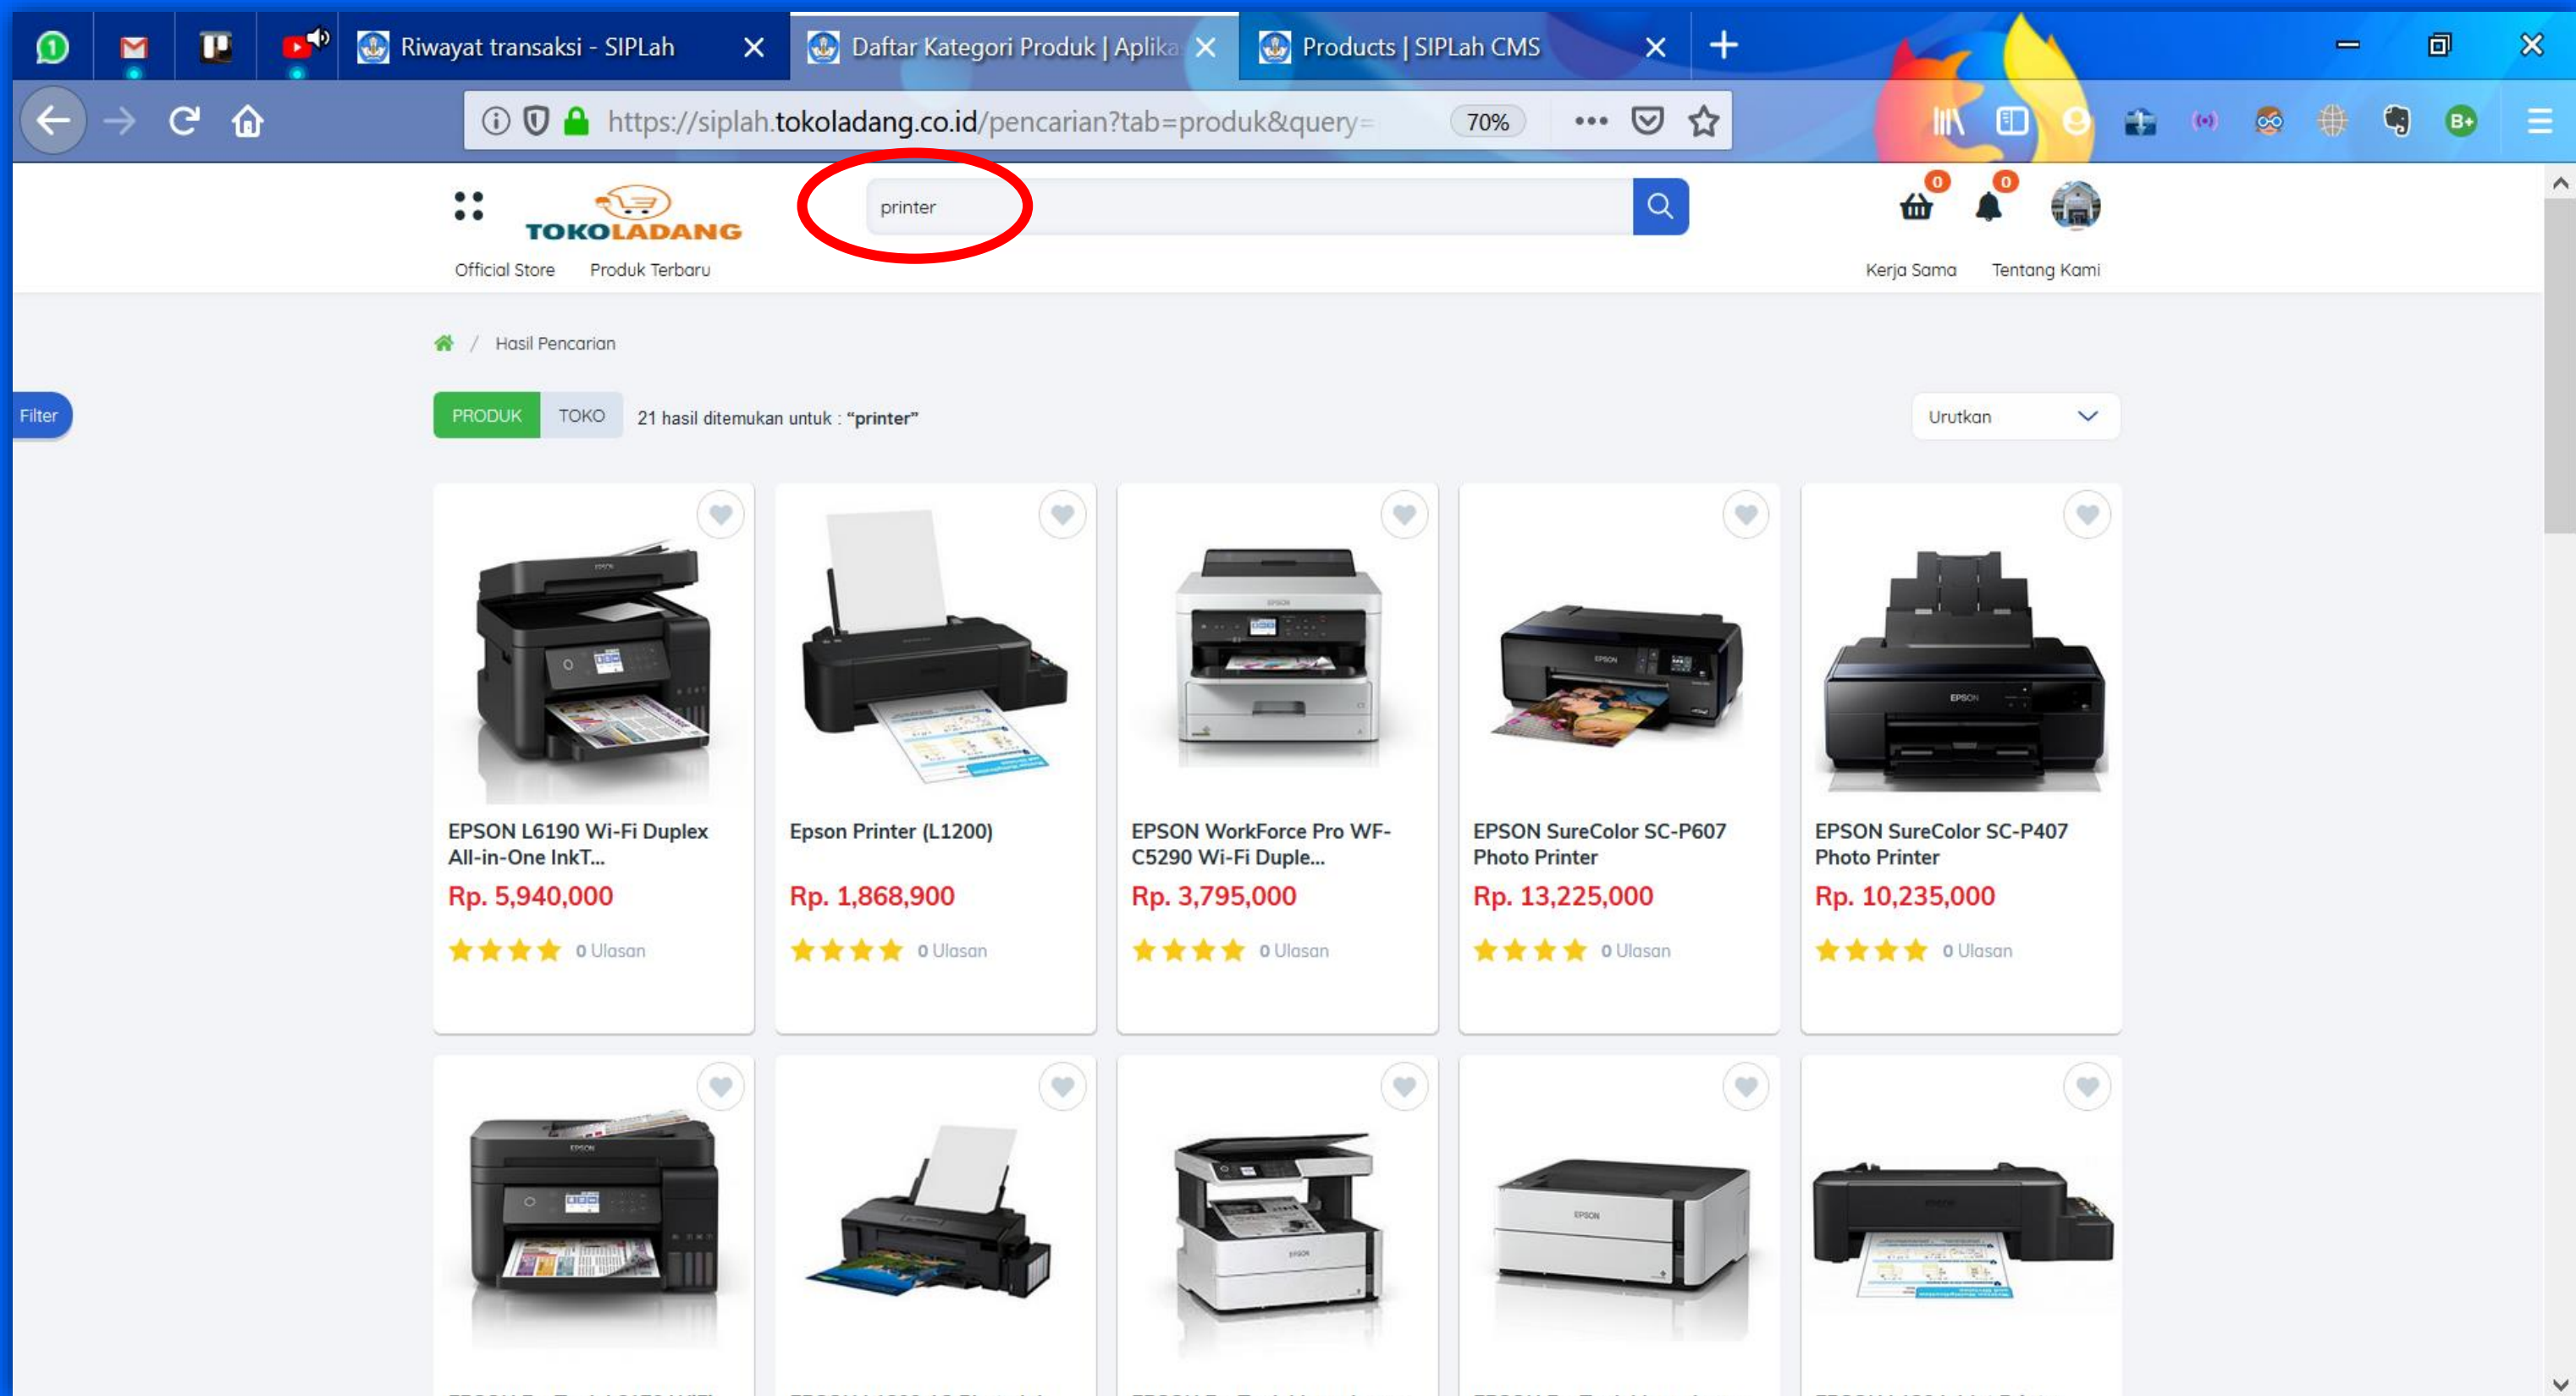 Riwayat transaksi - SIPLah
Daftar Kategori Produk | Aplika
Products | SIPLah CMS
https://siplah.tokoladang.co.id/pencarian?tab=produk&query=
70%
TOKOLADANG
printer
0
0
Official Store
Produk Terbaru
Kerja Sama
Tentang Kami
/ Hasil Pencarian
Filter
PRODUK
TOKO
21 hasil ditemukan untuk : “printer”
Urutkan
EPSON L6190 Wi-Fi Duplex
All-in-One InkT...
Rp. 5,940,000
0 Ulasan
Epson Printer (L1200)
Rp. 1,868,900
0 Ulasan
EPSON WorkForce Pro WF-
C5290 Wi-Fi Duple...
Rp. 3,795,000
0 Ulasan
EPSON SureColor SC-P607
Photo Printer
Rp. 13,225,000
0 Ulasan
EPSON SureColor SC-P407
Photo Printer
Rp. 10,235,000
0 Ulasan